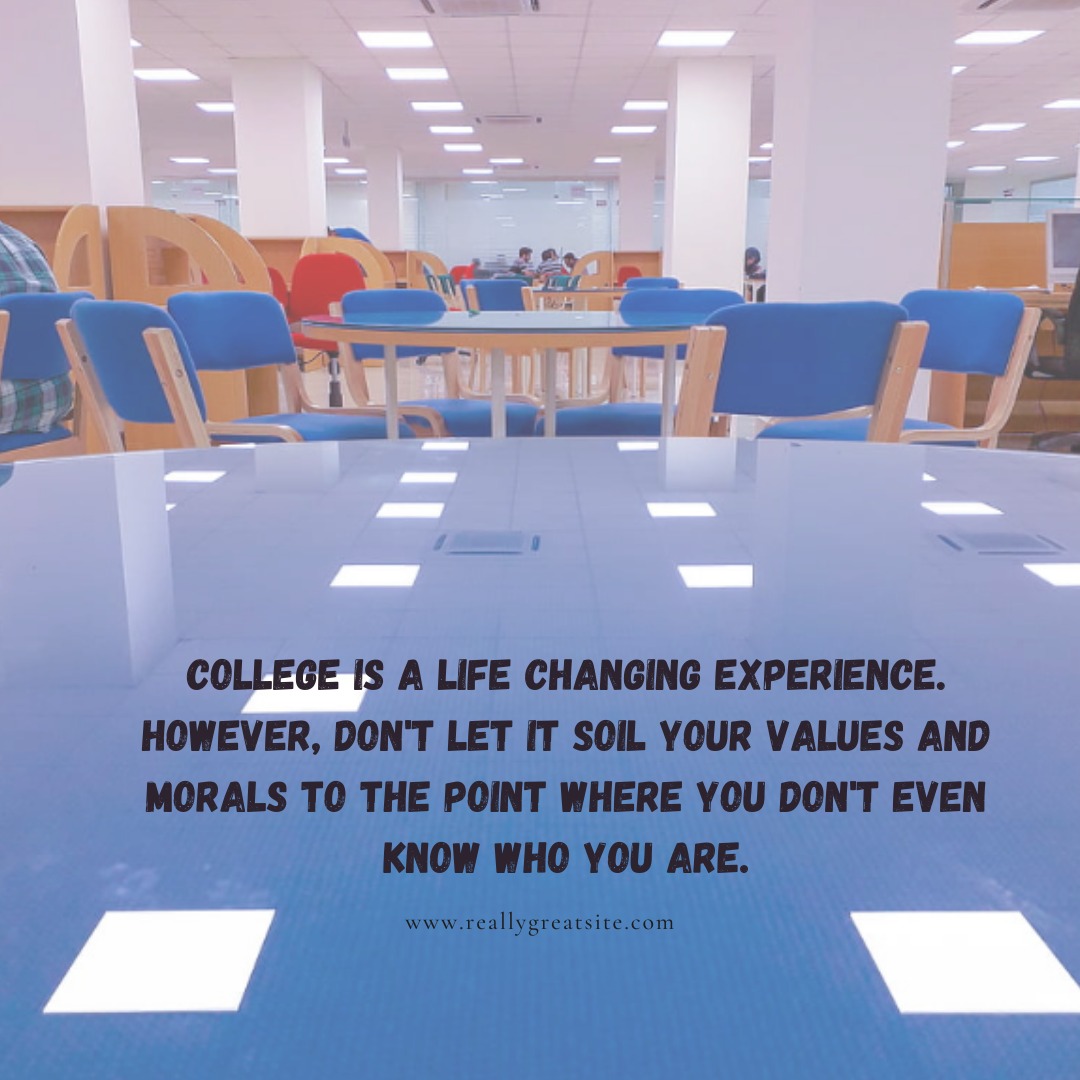 COLLEGE IS A LIFE CHANGING EXPERIENCE.
HOWEVER, DON'T LET IT SOIL YOUR VALUES AND
MORALS TO THE POINT WHERE YOU DON'T EVEN
KNOW WHO YOU ARE.
www.reallygreatsite.com